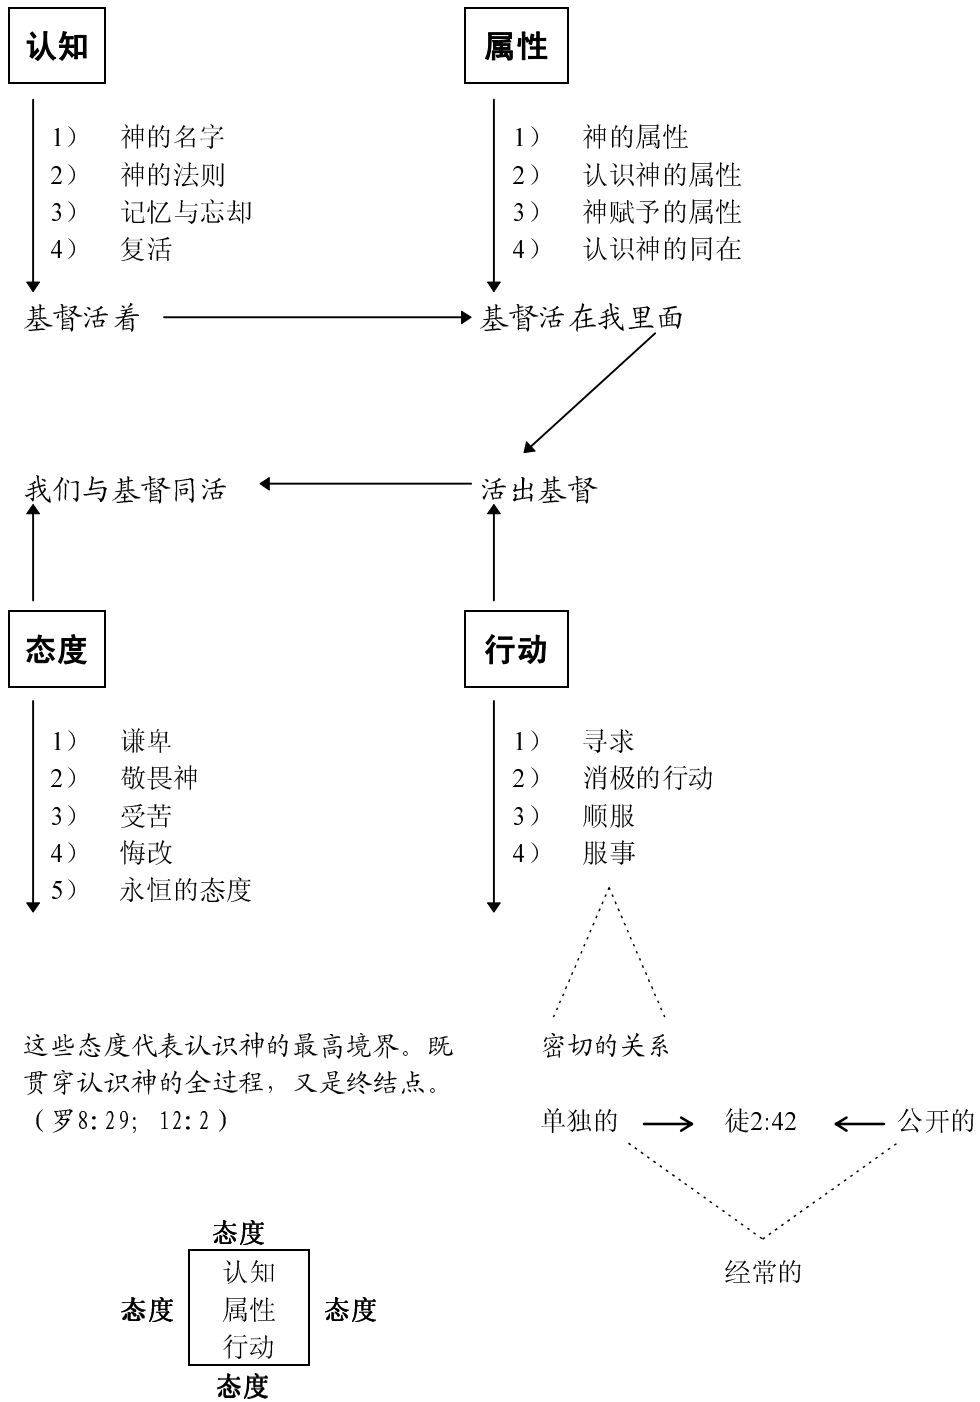 认知
1） 神的名字
2） 神的法则
3） 记忆与忘却
4） 复活
基督活着
属性
1） 神的属性
2） 认识神的属性
3） 神赋予的属性
4） 认识神的同在
基督活在我里面
我们与基督同活
活出基督
态度
1） 谦卑
2） 敬畏神
3） 受苦
4） 悔改
5） 永恒的态度
行动
1） 寻求
2） 消极的行动
3） 顺服
4） 服事
这些态度代表认识神的最高境界。既
贯穿认识神的全过程，又是终结点。
（罗8：29； 12：2）
密切的关系
单独的 徒2:42 公开的
经常的
态度
认知
态度 属性 态度
行动
态度